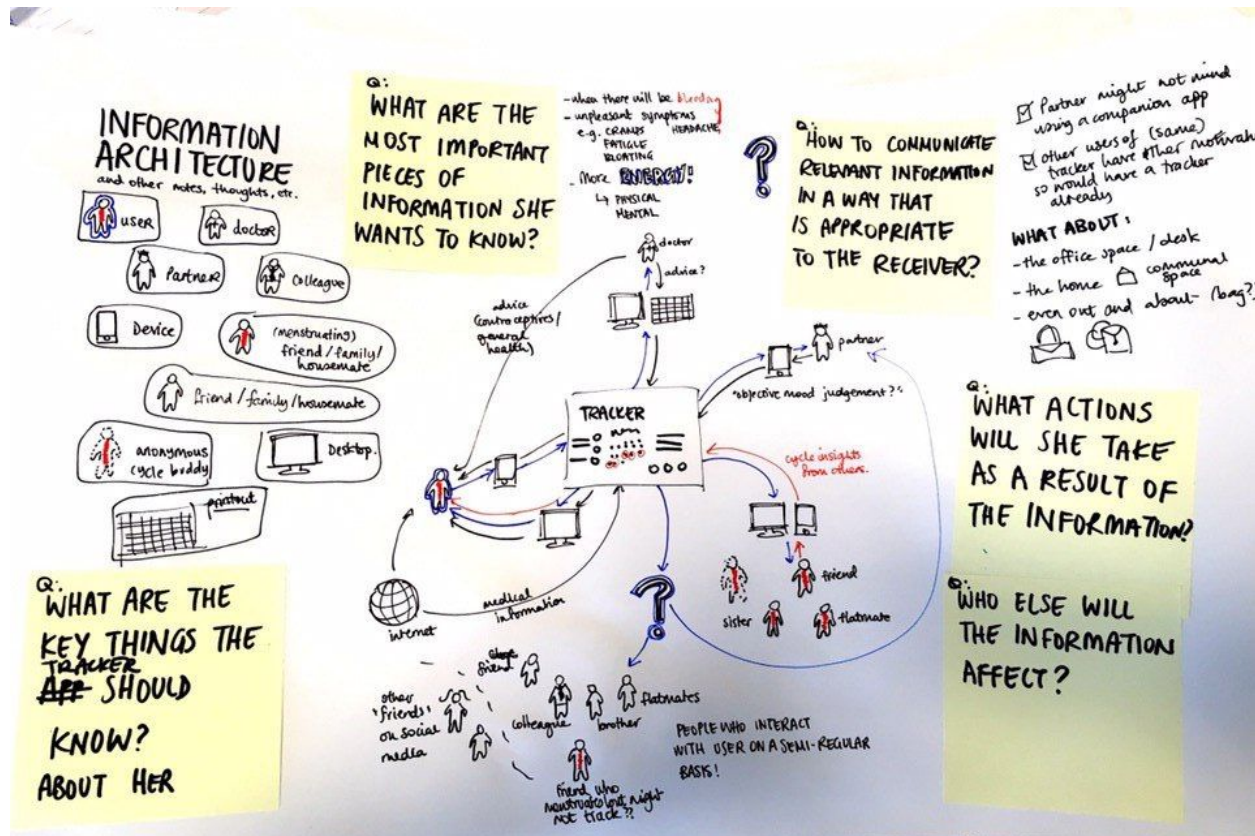 INFORMATION
ARCHITECTURE
and other notes, thoughts, etc.
USER
doctor
Partner
Colleague
Device
(menstruating)
friend/family/
housemate
friend/family/housemate
anonymous
cycle buddy
Desktop.
printout
Q:
WHAT ARE THE
KEY THINGS THE
TRACKER
APP SHOULD
KNOW?
ABOUT HER
Q:
WHAT ARE THE
MOST IMPORTANT
PIECES OF
INFORMATION SHE
WANTS TO KNOW?
- when there will be bleeding
- unpleasant symptoms
e.g. CRAMPS HEADACHE
FATIGUE
BLOATING
- More ENERGY!
↳ PHYSICAL
MENTAL
?
Q:
HOW TO COMMUNICATE
RELEVANT INFORMATION
IN A WAY THAT
IS APPROPRIATE
TO THE RECEIVER?
☑ Partner might not mind
using a companion app
☑ other users of (same)
tracker have other
so would have a tracker
already
WHAT ABOUT:
- the office space / desk
- the home communal
space
- even out and about - /bag?
doctor
advice?
advice
(contraceptives/
general
health)
partner
"objective mood judgement?"
TRACKER
cycle insights
from others.
friend
sister
flatmate
internet
medical
information
?
friend
other
'friends'
on social
media
colleague
brother
flatmates
friend who
menstruates but might
not track??
PEOPLE WHO INTERACT
WITH USER ON A SEMI-REGULAR
BASIS!
Q:
WHAT ACTIONS
WILL SHE TAKE
AS A RESULT OF
THE INFORMATION?
Q:
WHO ELSE WILL
THE INFORMATION
AFFECT?